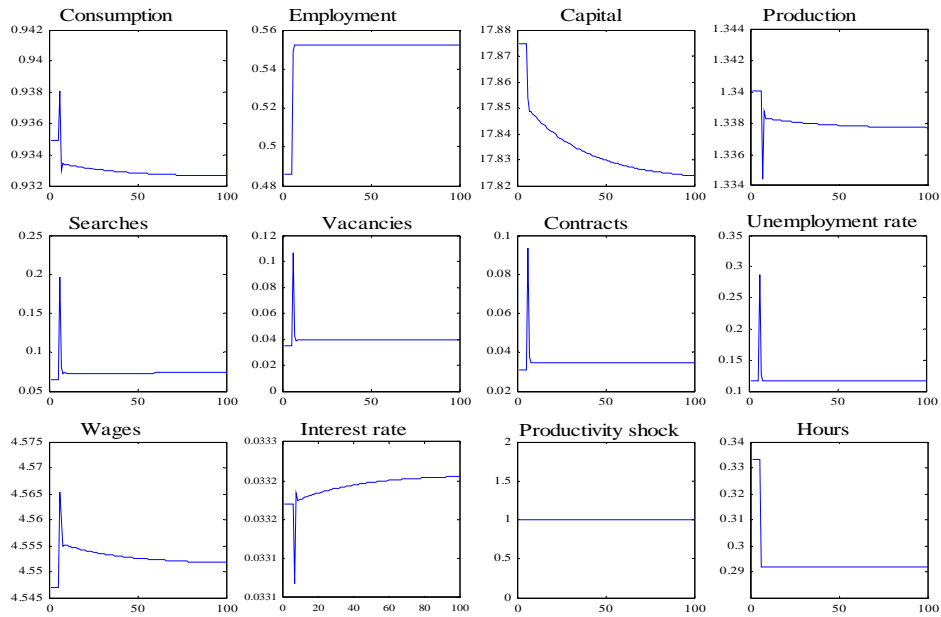 Consumption Employment Capital Production
0.942 0.56 17.88 1.344
0.94 17.87 1.342
0.54
0.938 17.86 1.340
0.52
0.936 17.85 1.338
0.5 17.84
0.934 17.83 1.336
0.932 0.48 17.82 1.334
0 50 100 0 50 100 0 50 100 0 50 100
Searches Vacancies Contracts Unemployment rate
0.25 0.12 0.1 0.35
0.1 0.3
0.2 0.08 0.08
0.25
0.15 0.06 0.06 0.2
0.1 0.04 0.04 0.15
0.02
0.05 0 0.02 0.1
0 50 100 0 50 100 0 50 100 0 50 100
Wages Interest rate Productivity shock Hours
4.575 0.0333 2 0.34
4.57 0.33
0.0332 1.5
4.565 0.32
4.56 0.0332 1 0.31
4.555 0.3
0.0331 0.5
4.55 0.29
4.545 0.0331 0
0 50 100 0 20 40 60 80 100 0 50 100 0 50 100